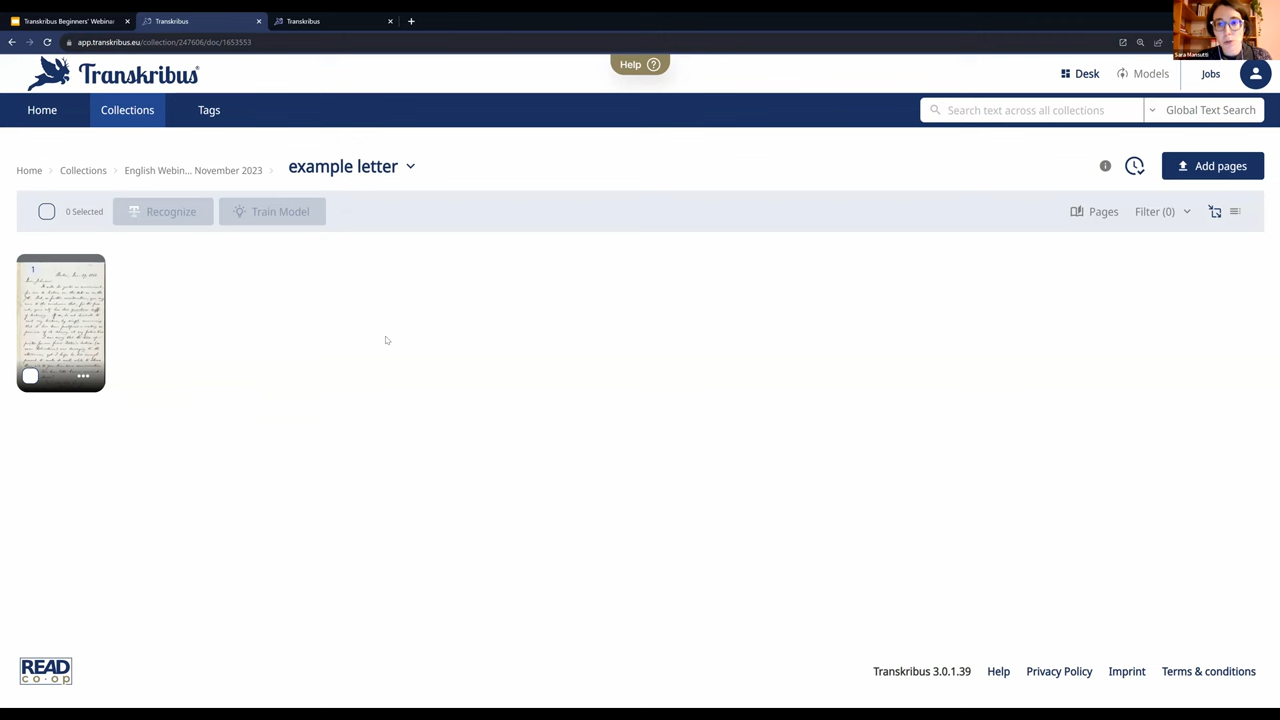 Transkribus Beginners' Webina
Transkribus
Transkribus
app.transkribus.eu/collection/247606/doc/1653553
Sara Mansutti
Transkribus®
Help ?
Desk
Models
Jobs
Home
Collections
Tags
Search text across all collections
Global Text Search
Home
Collections
English Webin... November 2023
example letter
Add pages
0 Selected
Recognize
Train Model
Pages
Filter (0)
1
READ
co·op
Transkribus 3.0.1.39
Help
Privacy Policy
Imprint
Terms & conditions